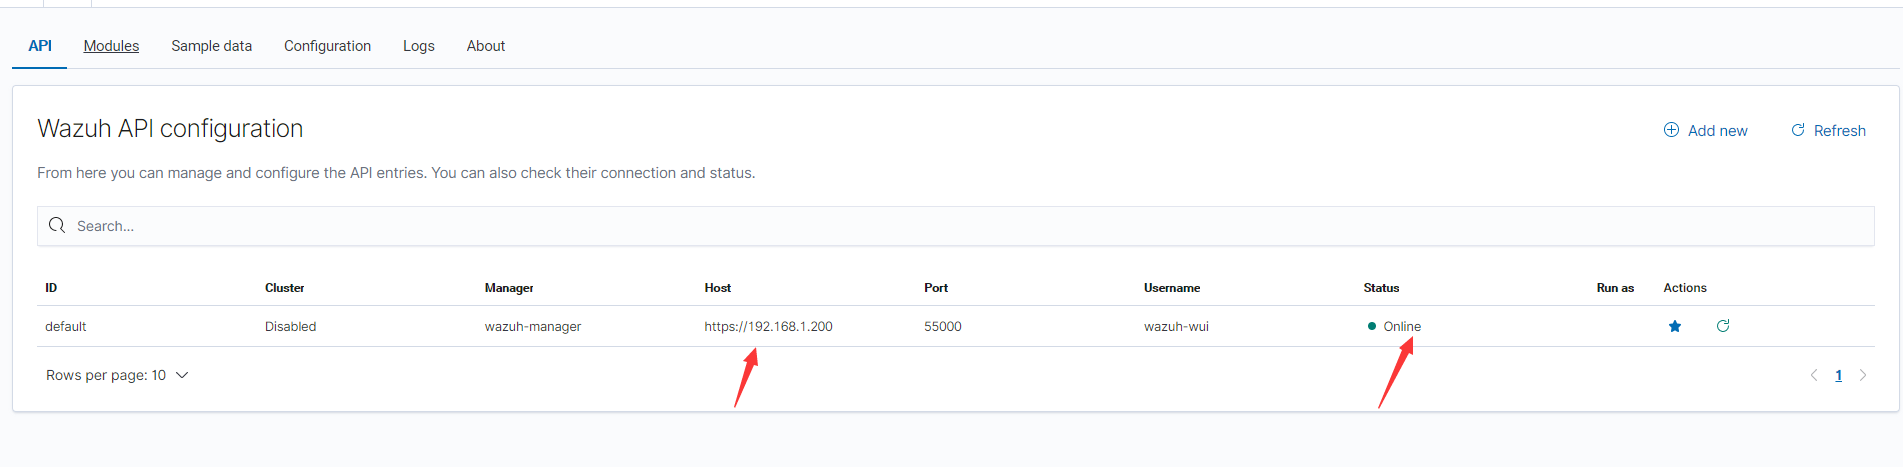 API Modules Sample data Configuration Logs About
Wazuh API configuration
Add new Refresh
From here you can manage and configure the API entries. You can also check their connection and status.
Search...
ID Cluster Manager Host Port Username Status Run as Actions
default Disabled wazuh-manager https://192.168.1.200 55000 wazuh-wui Online
Rows per page: 10 1